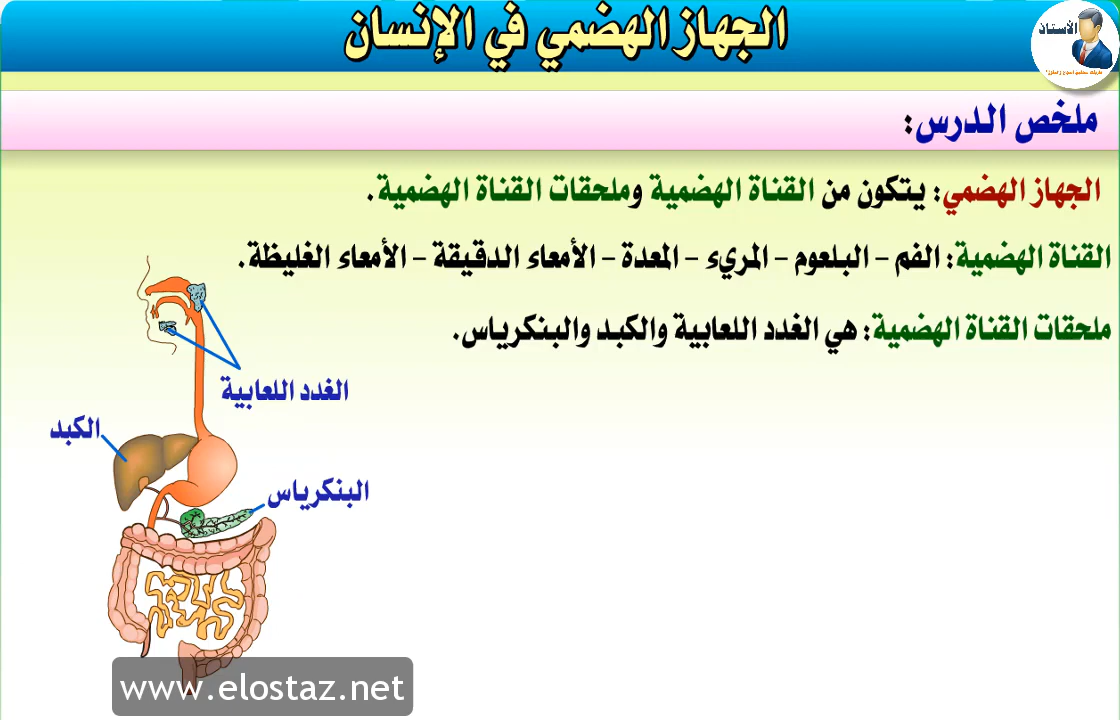 الجهاز الهضمي في الإنسان
الأستاذ
ملخص الدرس:
الجهاز الهضمي: يتكون من القناة الهضمية وملحقات القناة الهضمية.
القناة الهضمية: الفم - البلعوم - المريء - المعدة - الأمعاء الدقيقة - الأمعاء الغليظة.
ملحقات القناة الهضمية: هي الغدد اللعابية والكبد والبنكرياس.
الغدد اللعابية
الكبد
البنكرياس
www.elostaz.net